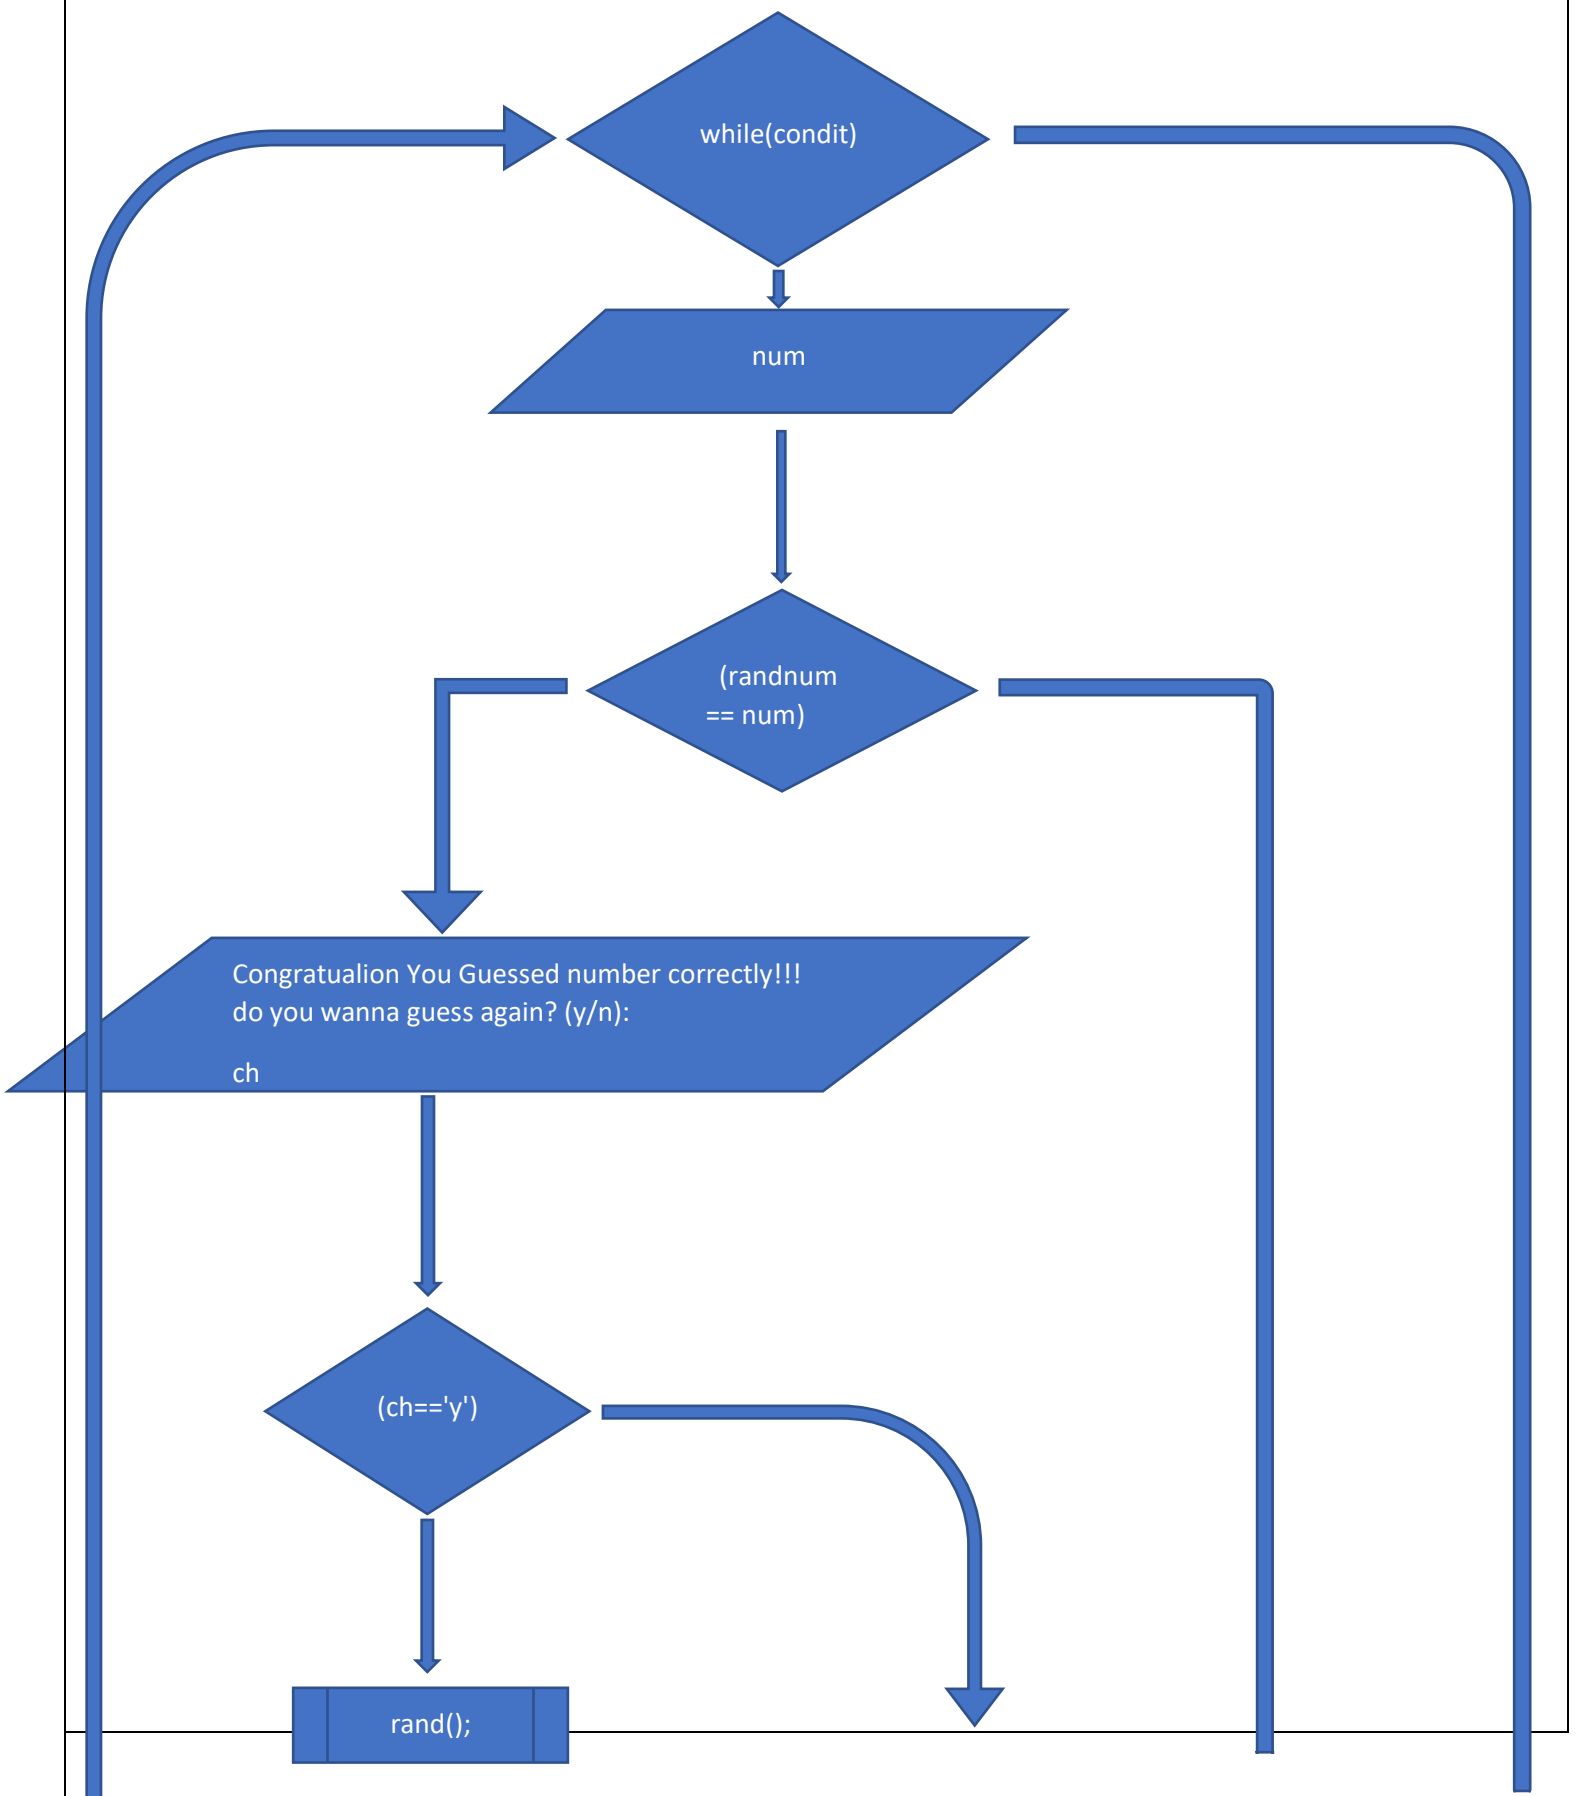 while(condit)
num
(randnum
== num)
Congratualion You Guessed number correctly!!!
do you wanna guess again? (y/n):
ch
(ch=='y')
rand();